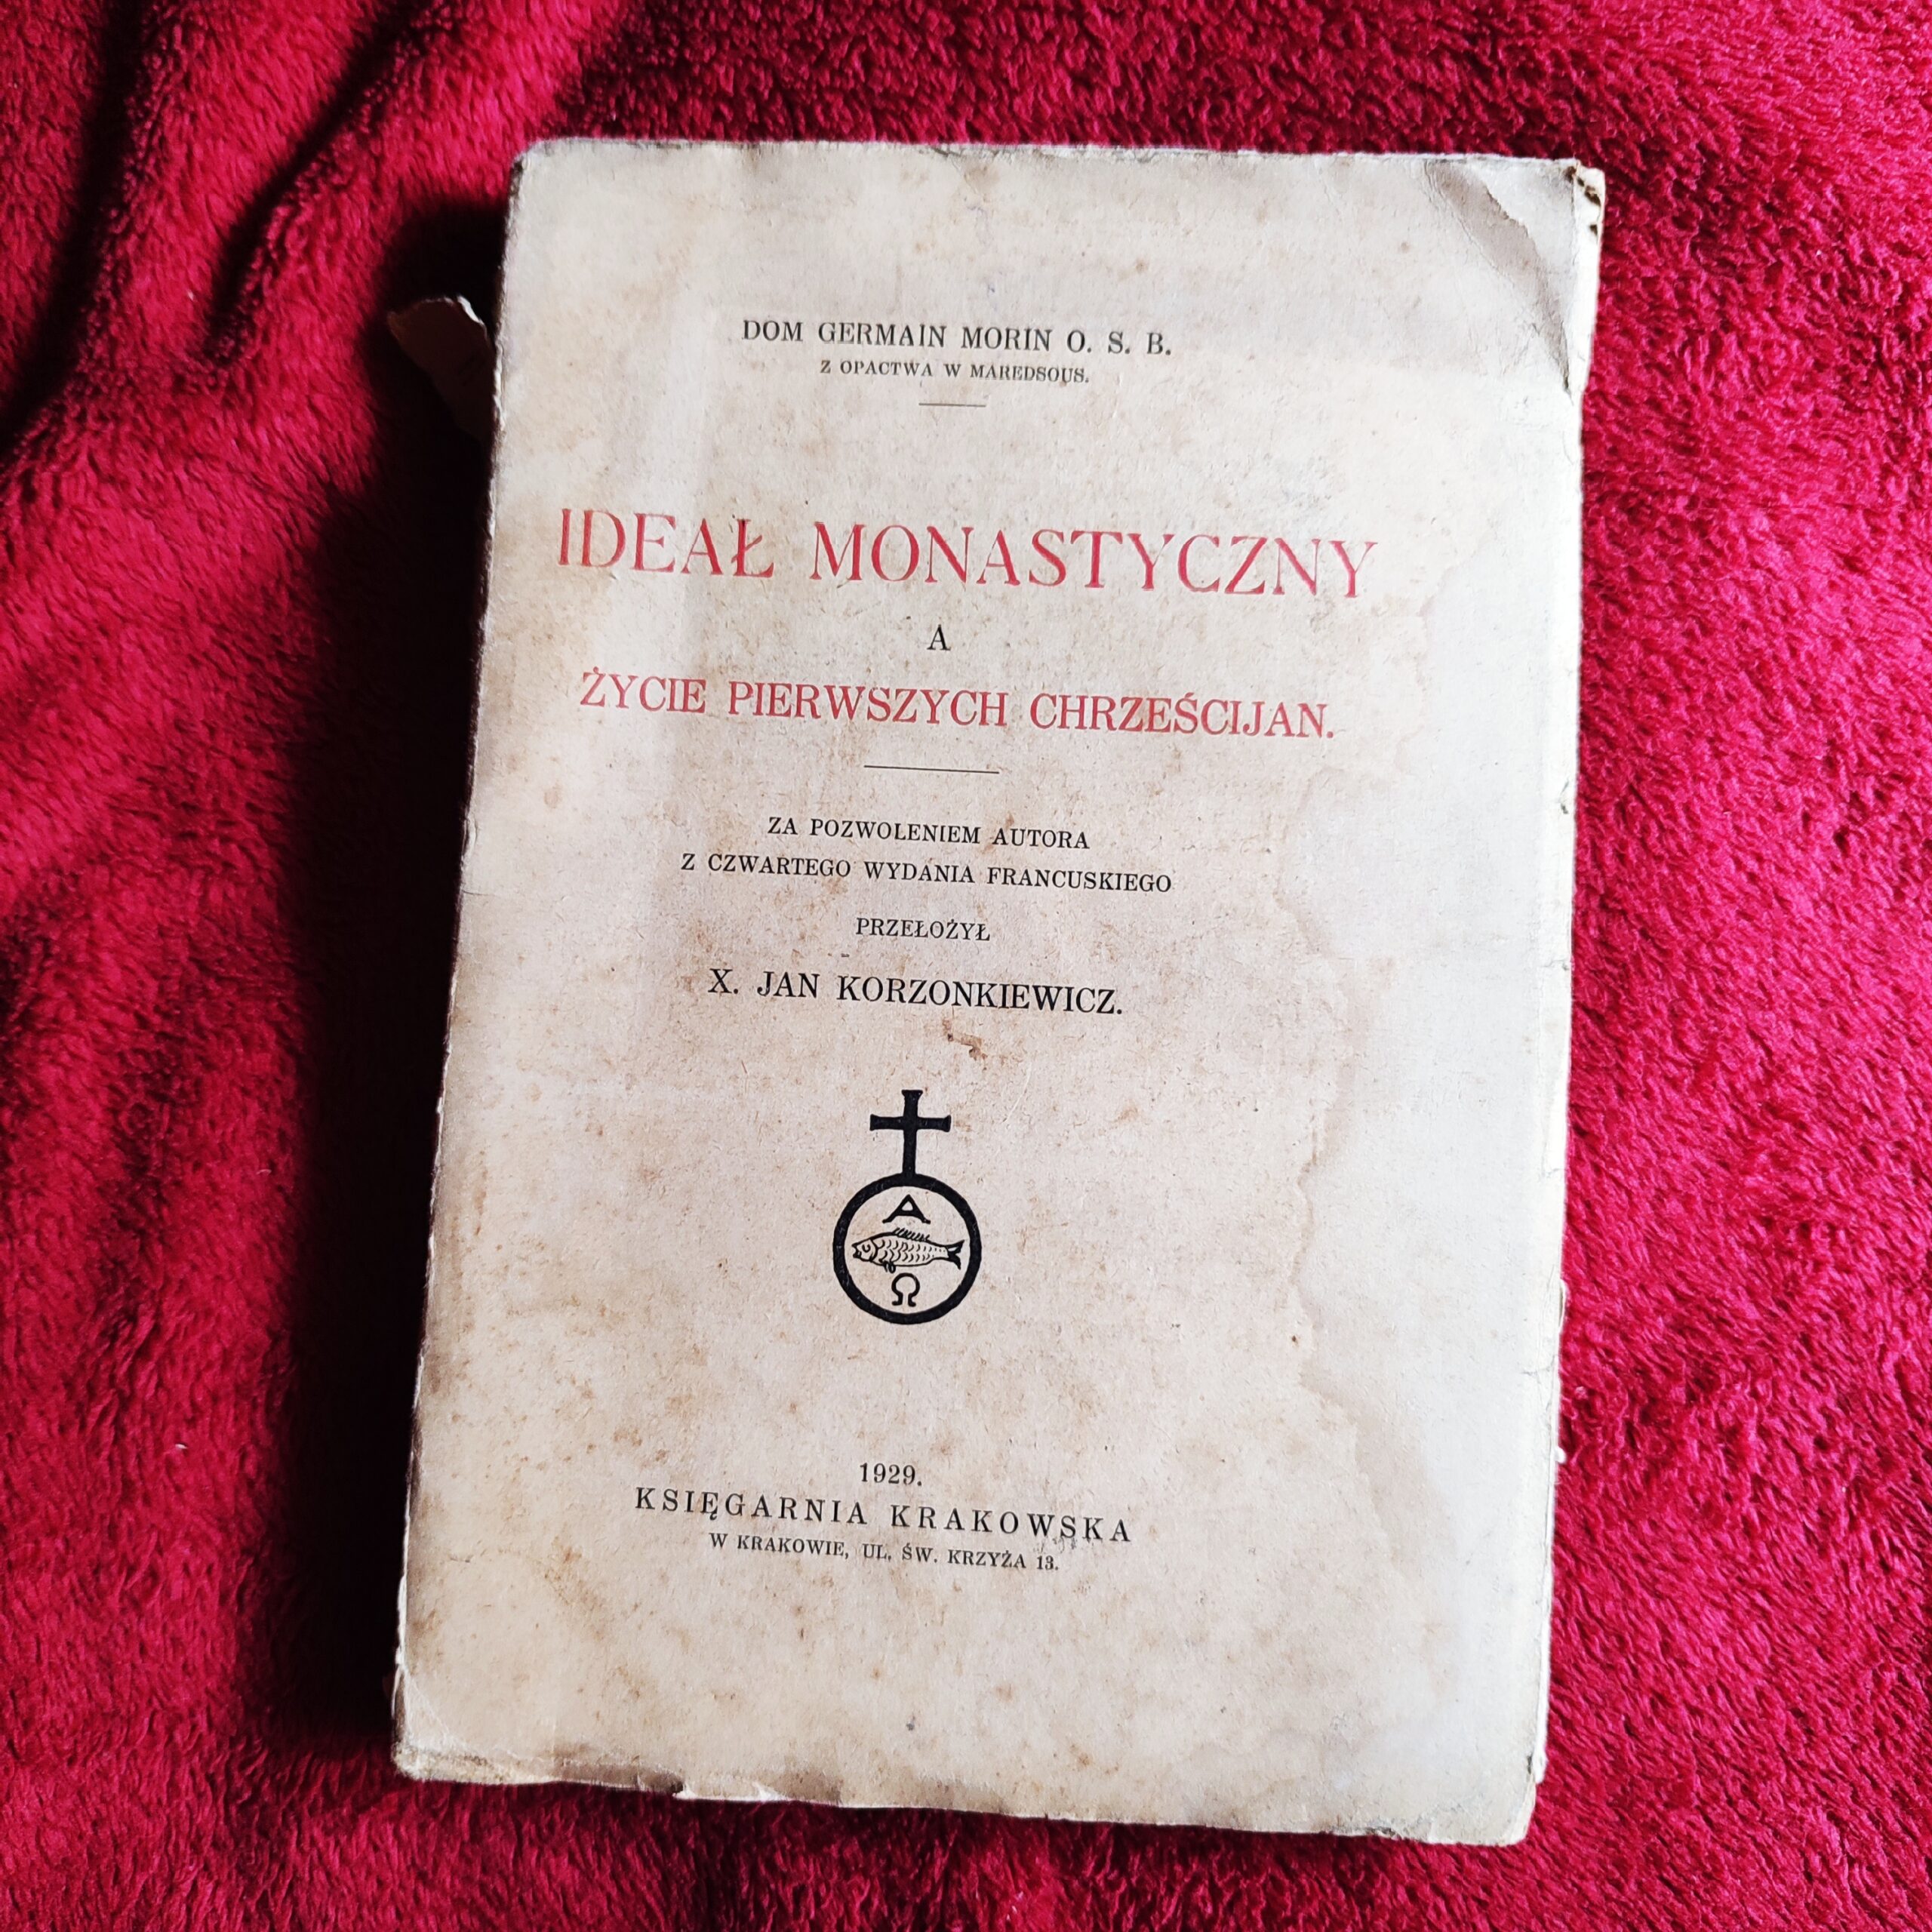 DOM GERMAIN MORIN O. S. B.
Z OPACTWA W MAREDSOUS.
IDEAŁ MONASTYCZNY
A
ŻYCIE PIERWSZYCH CHRZEŚCIJAN.
ZA POZWOLENIEM AUTORA
Z CZWARTEGO WYDANIA FRANCUSKIEGO
PRZEŁOŻYŁ
X. JAN KORZONKIEWICZ.
Α
Ω
1929.
KSIĘGARNIA KRAKOWSKA
W KRAKOWIE, UL. ŚW. KRZYŻA 13.